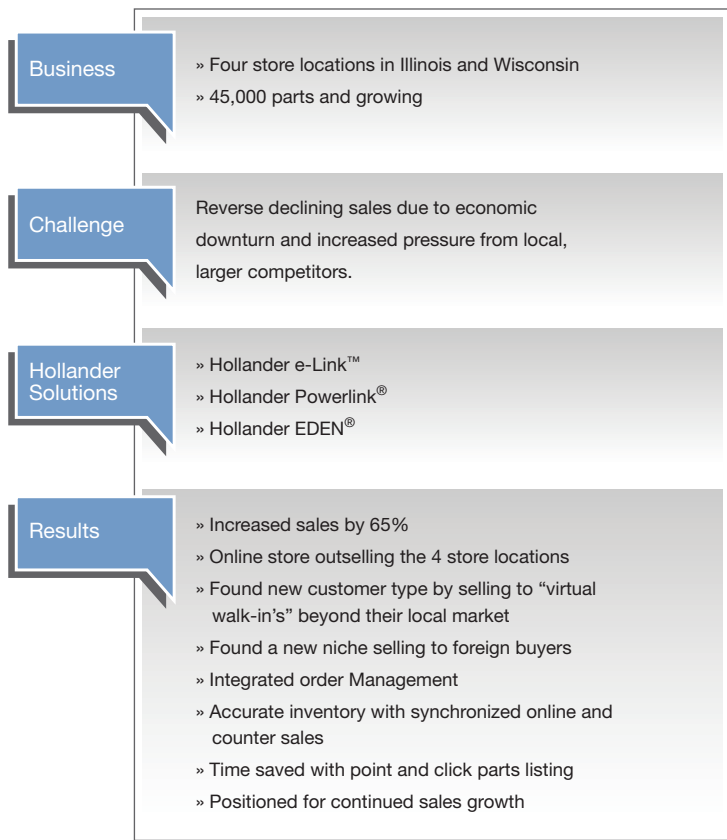 Business
» Four store locations in Illinois and Wisconsin
» 45,000 parts and growing
Challenge
Reverse declining sales due to economic
downturn and increased pressure from local,
larger competitors.
Hollander
Solutions
» Hollander e-Link™
» Hollander Powerlink®
» Hollander EDEN®
Results
» Increased sales by 65%
» Online store outselling the 4 store locations
» Found new customer type by selling to “virtual
walk-in’s” beyond their local market
» Found a new niche selling to foreign buyers
» Integrated order Management
» Accurate inventory with synchronized online and
counter sales
» Time saved with point and click parts listing
» Positioned for continued sales growth